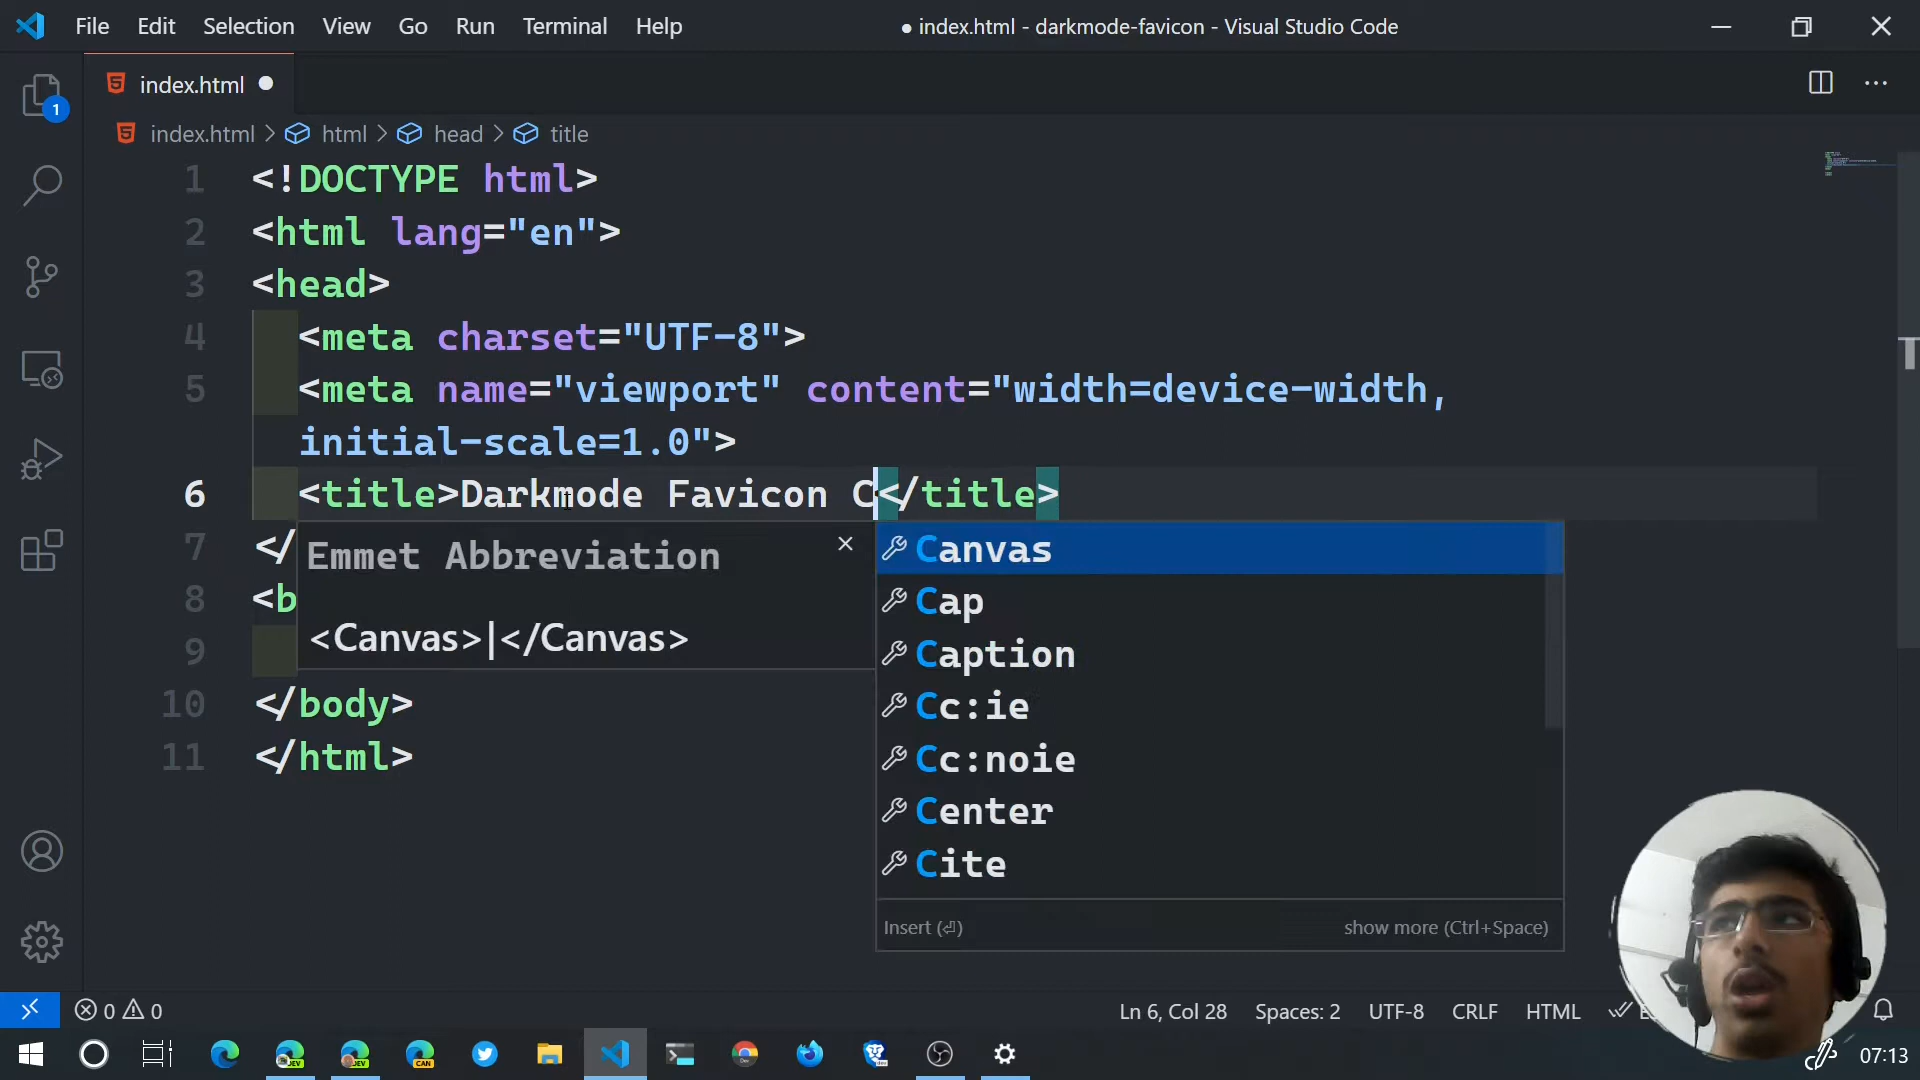 File Edit Selection View Go Run Terminal Help
● index.html - darkmode-favicon - Visual Studio Code
index.html
1
index.html > html > head > title
1 <!DOCTYPE html>
2 <html lang="en">
3 <head>
4 <meta charset="UTF-8">
5 <meta name="viewport" content="width=device-width,
initial-scale=1.0">
6 <title>Darkmode Favicon C</title>
7 </
Emmet Abbreviation
8 <b
<Canvas>|</Canvas>
9
10 </body>
11 </html>
Canvas
Cap
Caption
Cc:ie
Cc:noie
Center
Cite
Insert (⏎) show more (Ctrl+Space)
0 0
Ln 6, Col 28 Spaces: 2 UTF-8 CRLF HTML
DEV DEV CAN
07:13